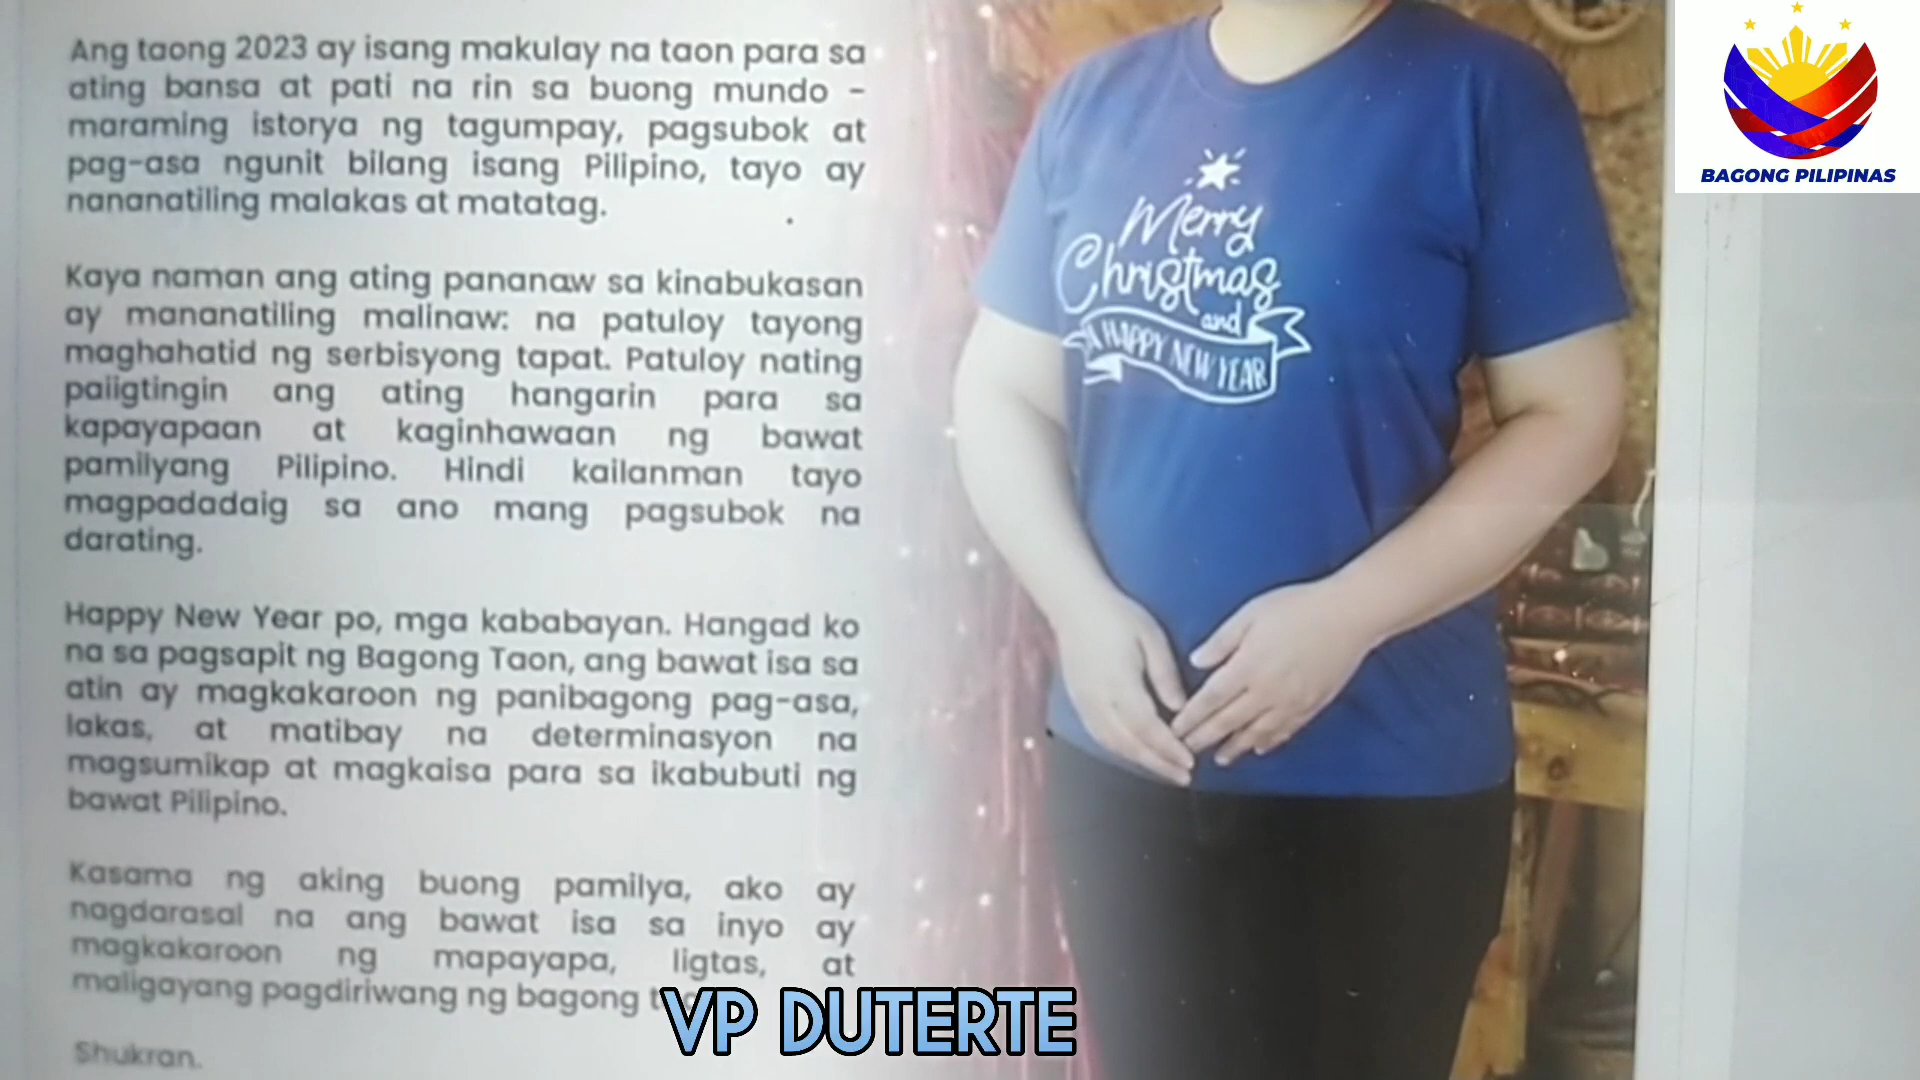 Ang taong 2023 ay isang makulay na taon para sa
ating bansa at pati na rin sa buong mundo -
maraming istorya ng tagumpay, pagsubok at
pag-asa ngunit bilang isang Pilipino, tayo ay
nananatiling malakas at matatag.
Kaya naman ang ating pananaw sa kinabukasan
ay mananatiling malinaw: na patuloy tayong
maghahatid ng serbisyong tapat. Patuloy nating
paiigtingin ang ating hangarin para sa
kapayapaan at kaginhawaan ng bawat
pamilyang Pilipino. Hindi kailanman tayo
magpadadaig sa ano mang pagsubok na
darating.
Happy New Year po, mga kababayan. Hangad ko
na sa pagsapit ng Bagong Taon, ang bawat isa sa
atin ay magkakaroon ng panibagong pag-asa,
lakas, at matibay na determinasyon na
magsumikap at magkaisa para sa ikabubuti ng
bawat Pilipino.
Kasama ng aking buong pamilya, ako ay
nagdarasal na ang bawat isa sa inyo ay
magkakaroon ng mapayapa, ligtas, at
maligayang pagdiriwang ng bagong
Shukran.
Merry
Christmas
and
A HAPPY NEW YEAR
BAGONG PILIPINAS
VP DUTERTE